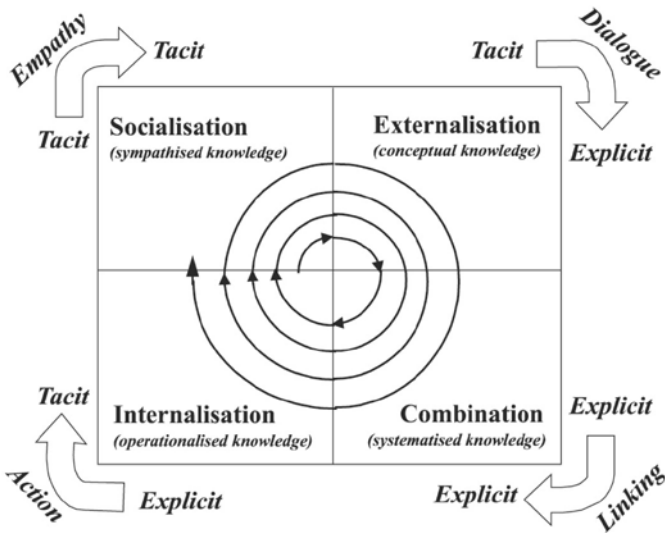 Empathy
Tacit
Tacit
Dialogue
Tacit
Explicit
Socialisation
(sympathised knowledge)
Externalisation
(conceptual knowledge)
Internalisation
(operationalised knowledge)
Combination
(systematised knowledge)
Tacit
Action
Explicit
Explicit
Explicit
Linking